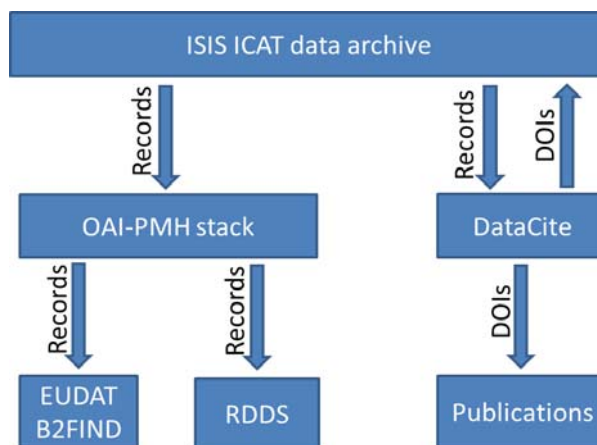 ISIS ICAT data archive
Records
Records
DOIs
OAI-PMH stack
DataCite
Records
Records
DOIs
EUDAT
B2FIND
RDDS
Publications